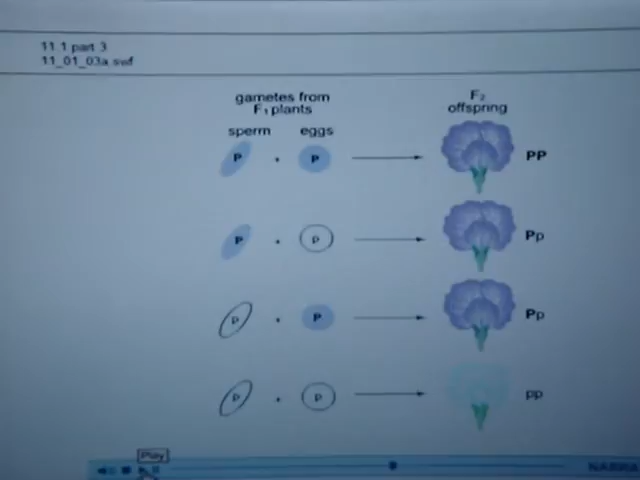 11.1 part 3
11_01_03a.swf
gametes from
F₁ plants
F₂
offspring
sperm eggs
P • P PP
P • p Pp
p • P Pp
p • p pp
Play